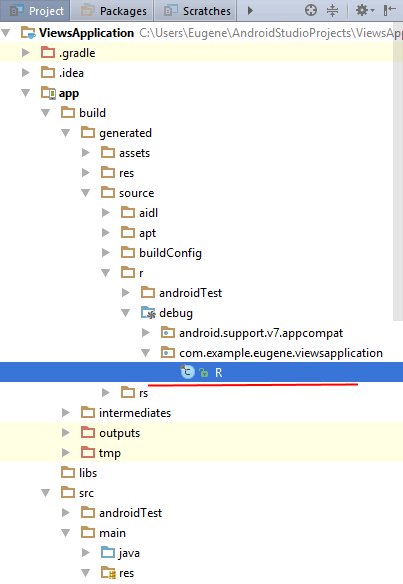 Project Packages Scratches
ViewsApplication C:\Users\Eugene\AndroidStudioProjects\ViewsApp
.gradle
.idea
app
build
generated
assets
res
source
aidl
apt
buildConfig
r
androidTest
debug
android.support.v7.appcompat
com.example.eugene.viewsapplication
R
rs
intermediates
outputs
tmp
libs
src
androidTest
main
java
res